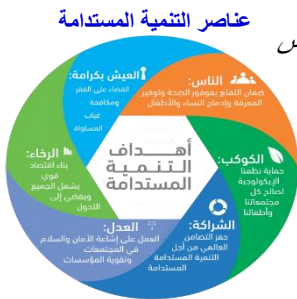 عناصر التنمية المستدامة
الناس:
ضمان التمتع بموفور الصحة وتوفير
المعرفة وإدماج النساء والأطفال
العيش بكرامة:
القضاء على الفقر
ومكافحة
غياب
المساواة
الكوكب:
حماية نظمنا
الإيكولوجية
لصالح كل
مجتمعاتنا
وأطفالنا
الرخاء:
بناء اقتصاد
قوي
يشمل الجميع
ويفضي إلى
التحول
أهداف
التنمية
المستدامة
الشراكة:
حفز التضامن
العالمي من أجل
التنمية المستدامة
المستدامة
العدل:
العمل على إشاعة الأمان والسلام
في المجتمعات
وتقوية المؤسسات